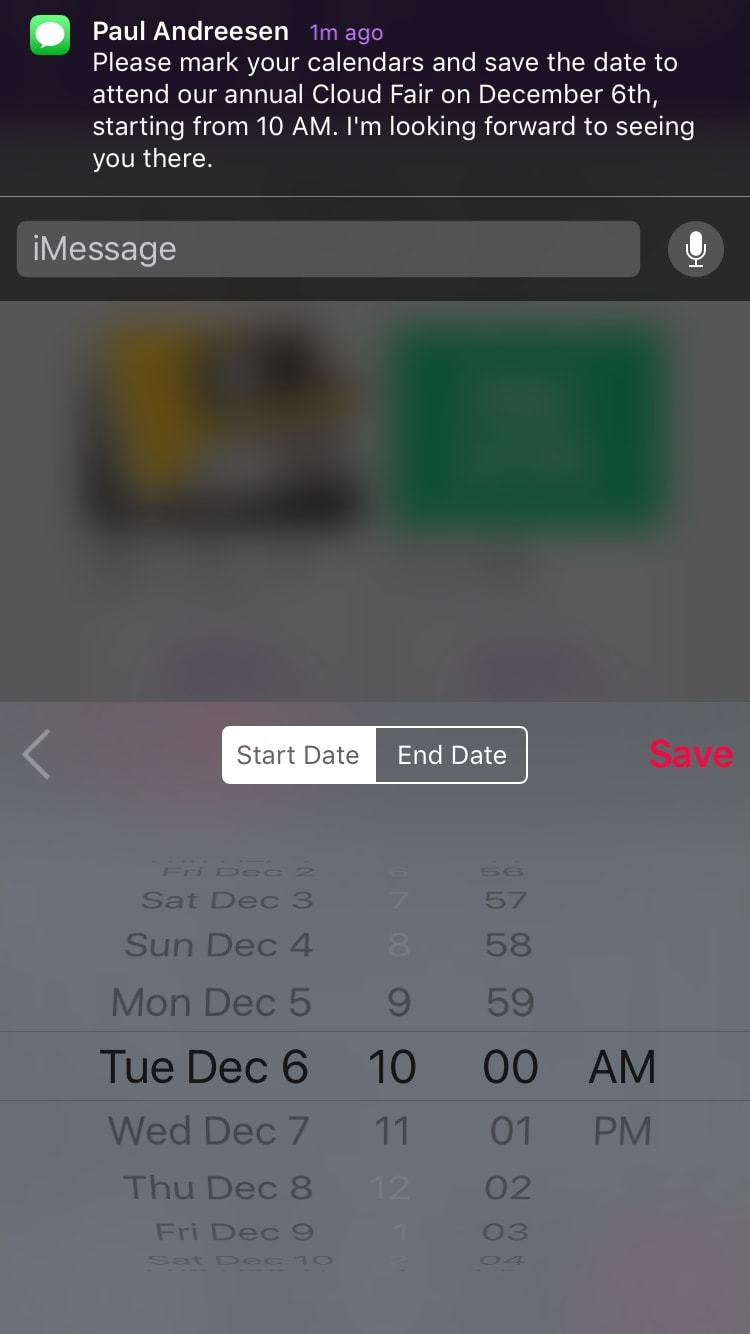 Paul Andreesen 1m ago
Please mark your calendars and save the date to
attend our annual Cloud Fair on December 6th,
starting from 10 AM. I'm looking forward to seeing
you there.
iMessage
Start Date End Date Save
Fri Dec 2 6 56
Sat Dec 3 7 57
Sun Dec 4 8 58
Mon Dec 5 9 59
Tue Dec 6 10 00 AM
Wed Dec 7 11 01 PM
Thu Dec 8 12 02
Fri Dec 9 1 03
Sat Dec 10 2 04